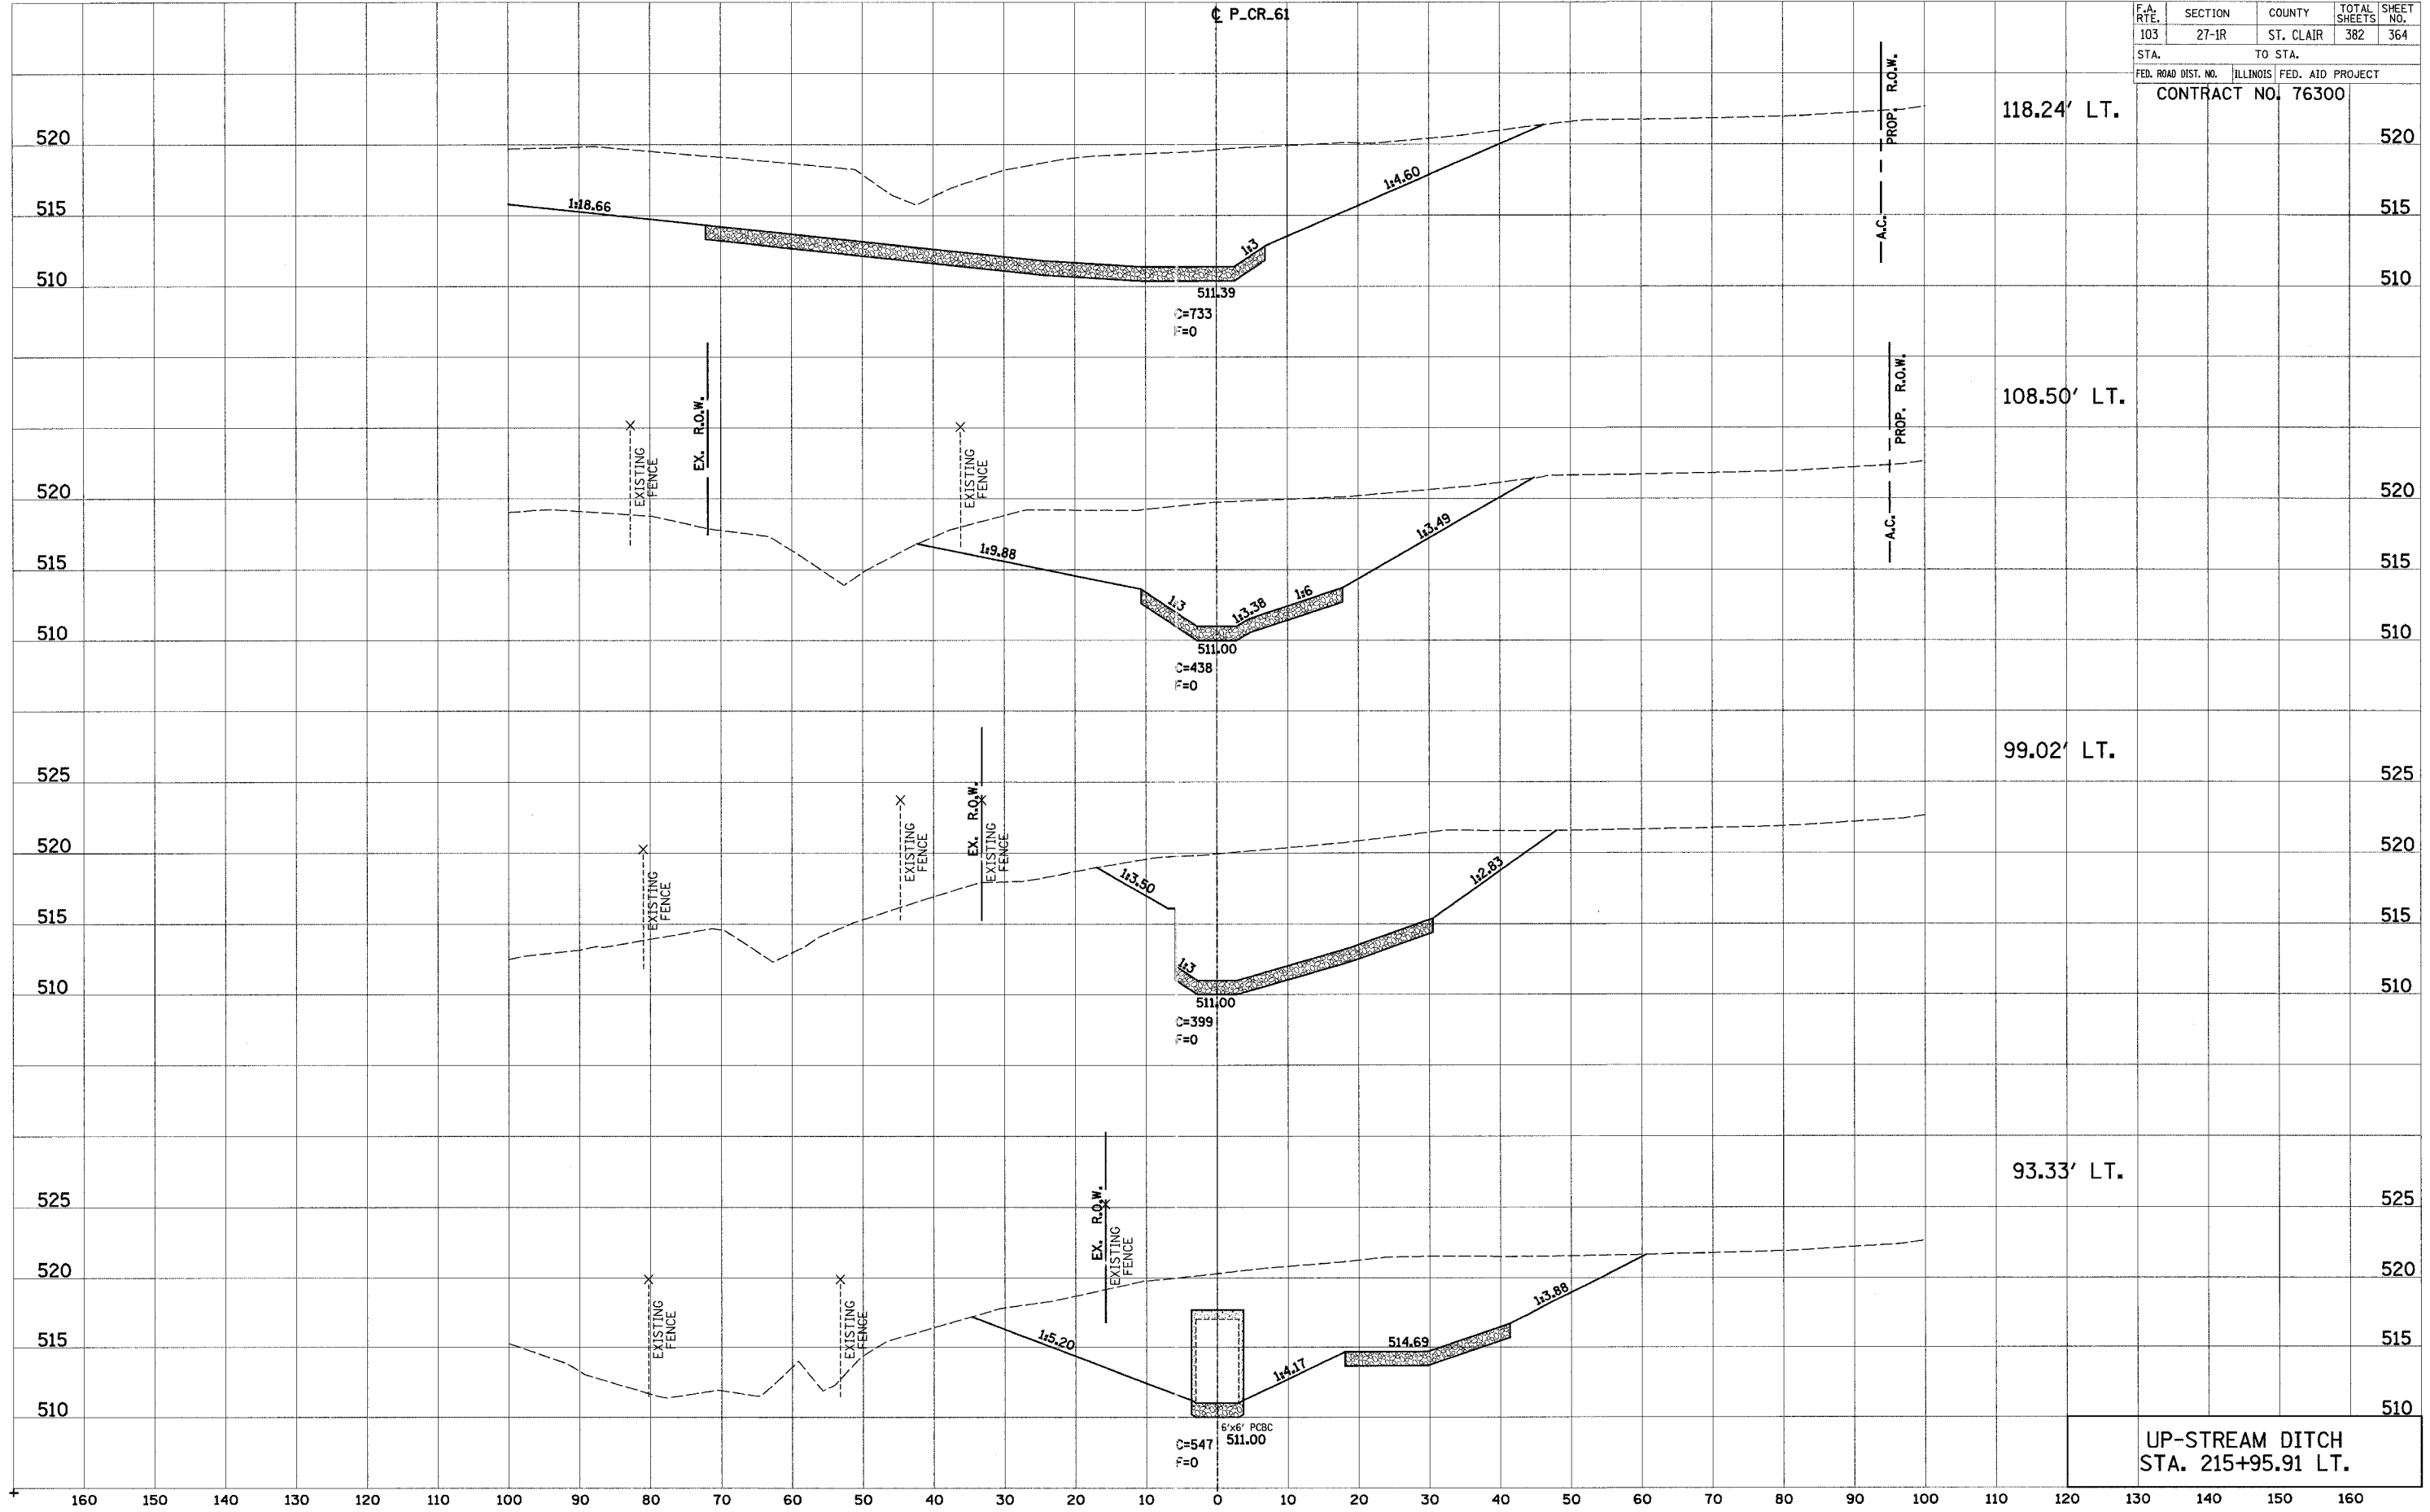 ℄ P_CR_61
F.A. RTE. SECTION COUNTY TOTAL SHEETS SHEET NO.
103 27-1R ST. CLAIR 382 364
STA. TO STA.
FED. ROAD DIST. NO. ILLINOIS FED. AID PROJECT
CONTRACT NO. 76300
118.24' LT.
PROP. R.O.W.
A.C.
520 520
515 515
510 510
1:18.66
1:4.60
1:3
511.39
C=733
F=0
108.50' LT.
EX. R.O.W.
PROP. R.O.W.
A.C.
EXISTING FENCE
EXISTING FENCE
520 520
515 515
510 510
1:9.88
1:3
1:3.38
1:6
1:3.49
511.00
C=438
F=0
99.02' LT.
525 525
520 520
515 515
510 510
EXISTING FENCE
EXISTING FENCE
EX. R.O.W.
EXISTING FENCE
1:3.50
1:3
1:2.83
511.00
C=399
F=0
93.33' LT.
525 525
520 520
515 515
510 510
EXISTING FENCE
EXISTING FENCE
EX. R.O.W.
EXISTING FENCE
1:5.20
1:4.17
514.69
1:3.88
6'x6' PCBC
511.00
C=547
F=0
UP-STREAM DITCH
STA. 215+95.91 LT.
160 150 140 130 120 110 100 90 80 70 60 50 40 30 20 10 0 10 20 30 40 50 60 70 80 90 100 110 120 130 140 150 160